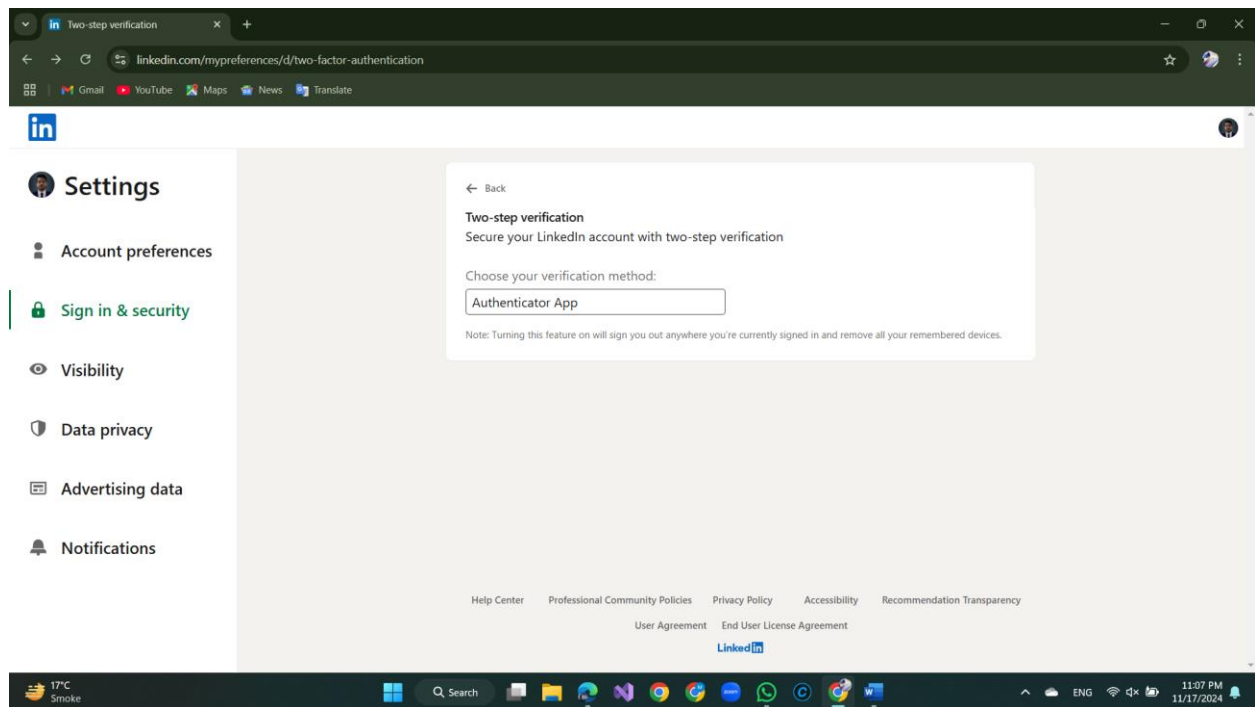 in Two-step verification
linkedin.com/mypreferences/d/two-factor-authentication
Gmail YouTube Maps News Translate
in
Settings
Account preferences
Sign in & security
Visibility
Data privacy
Advertising data
Notifications
Back
Two-step verification
Secure your LinkedIn account with two-step verification
Choose your verification method:
Authenticator App
Note: Turning this feature on will sign you out anywhere you're currently signed in and remove all your remembered devices.
Help Center Professional Community Policies Privacy Policy Accessibility Recommendation Transparency
User Agreement End User License Agreement
Linked in
17°C
Smoke
Search
zoom
ENG
11:07 PM
11/17/2024